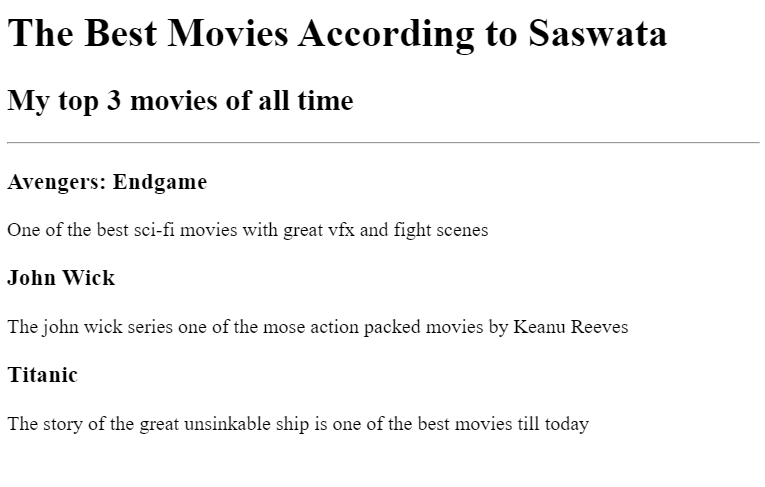 The Best Movies According to Saswata
My top 3 movies of all time
Avengers: Endgame
One of the best sci-fi movies with great vfx and fight scenes
John Wick
The john wick series one of the mose action packed movies by Keanu Reeves
Titanic
The story of the great unsinkable ship is one of the best movies till today